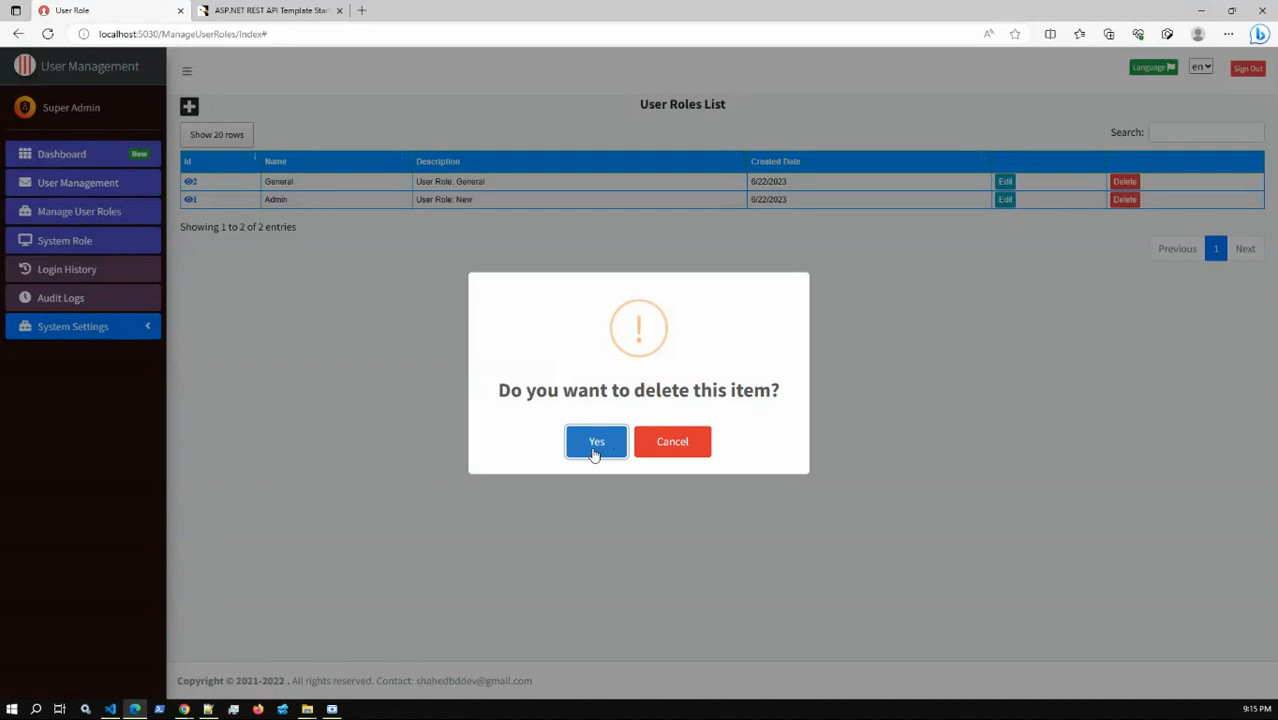 User Role
ASP.NET REST API Template Star
localhost:5030/ManageUserRoles/Index#
User Management
Language
en
Sign Out
Super Admin
User Roles List
Show 20 rows
Search:
Dashboard New
User Management
Manage User Roles
System Role
Login History
Audit Logs
System Settings
Id Name Description Created Date
2 General User Role: General 6/22/2023 Edit Delete
1 Admin User Role: New 6/22/2023 Edit Delete
Showing 1 to 2 of 2 entries
Previous 1 Next
!
Do you want to delete this item?
Yes Cancel
Copyright © 2021-2022 . All rights reserved. Contact: shahedbddev@gmail.com
9:15 PM